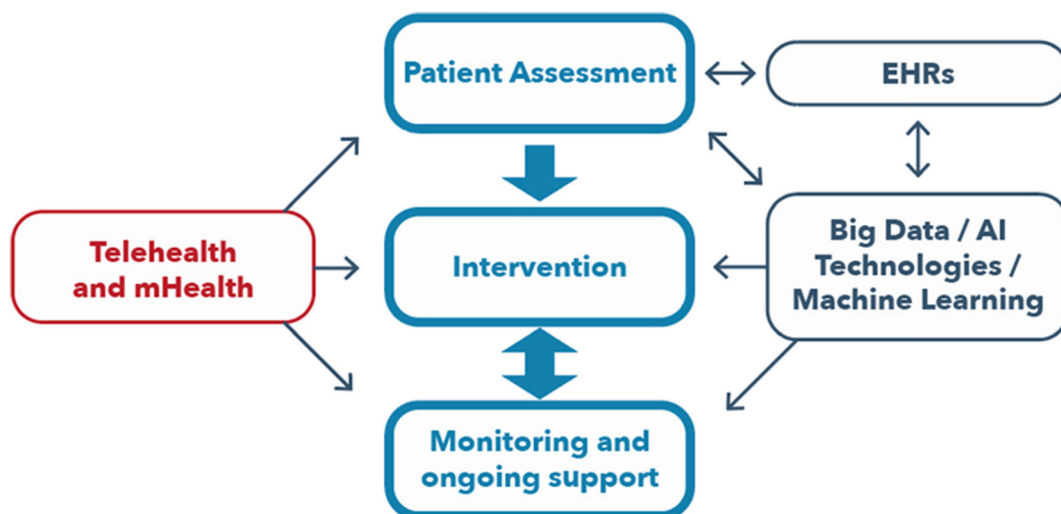 Patient Assessment
EHRs
Telehealth
and mHealth
Intervention
Big Data / AI
Technologies /
Machine Learning
Monitoring and
ongoing support